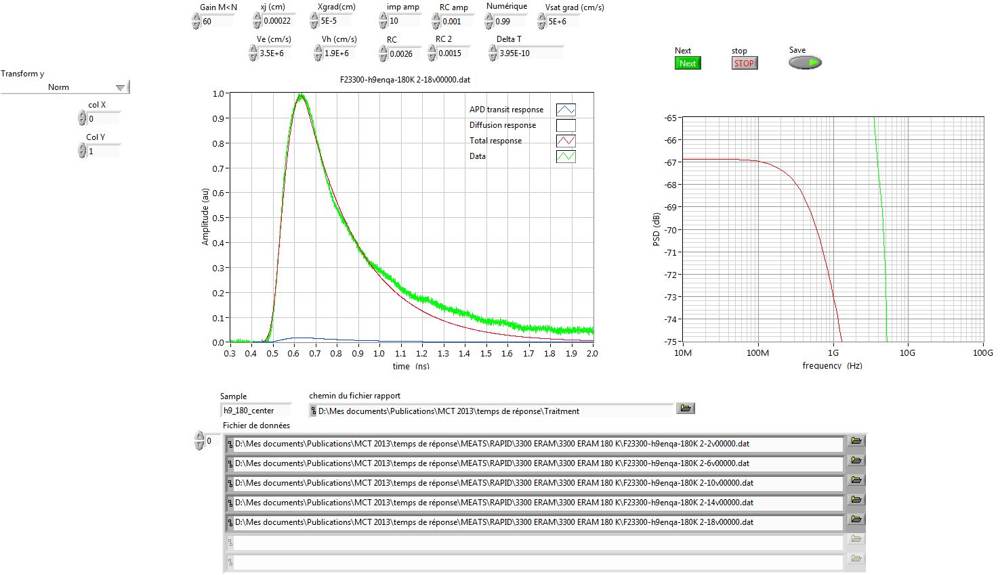 Gain M<N xj (cm) Xgrad(cm) imp amp RC amp Numérique Vsat grad (cm/s)
60 0.00022 5E-5 10 0.001 0.99 5E+6
Ve (cm/s) Vh (cm/s) RC RC 2 Delta T
3.5E+6 1.9E+6 0.0026 0.0015 3.95E-10
Next stop Save
Next STOP
Transform y
Norm
col X
0
Col Y
1
F23300-h9enqa-180K 2-18v00000.dat
APD transit response
Diffusion response
Total response
Data
Amplitude (au)
1.0
0.9
0.8
0.7
0.6
0.5
0.4
0.3
0.2
0.1
0.0
0.3 0.4 0.5 0.6 0.7 0.8 0.9 1.0 1.1 1.2 1.3 1.4 1.5 1.6 1.7 1.8 1.9 2.0
time (ns)
PSD (dB)
-65
-66
-67
-68
-69
-70
-71
-72
-73
-74
-75
10M 100M 1G 10G 100G
frequency (Hz)
Sample
h9_180_center
chemin du fichier rapport
D:\Mes documents\Publications\MCT 2013\temps de réponse\Traitment
Fichier de données
0
D:\Mes documents\Publications\MCT 2013\temps de réponse\MEATS\RAPID\3300 ERAM\3300 ERAM 180 K\F23300-h9enqa-180K 2-2v00000.dat
D:\Mes documents\Publications\MCT 2013\temps de réponse\MEATS\RAPID\3300 ERAM\3300 ERAM 180 K\F23300-h9enqa-180K 2-6v00000.dat
D:\Mes documents\Publications\MCT 2013\temps de réponse\MEATS\RAPID\3300 ERAM\3300 ERAM 180 K\F23300-h9enqa-180K 2-10v00000.dat
D:\Mes documents\Publications\MCT 2013\temps de réponse\MEATS\RAPID\3300 ERAM\3300 ERAM 180 K\F23300-h9enqa-180K 2-14v00000.dat
D:\Mes documents\Publications\MCT 2013\temps de réponse\MEATS\RAPID\3300 ERAM\3300 ERAM 180 K\F23300-h9enqa-180K 2-18v00000.dat